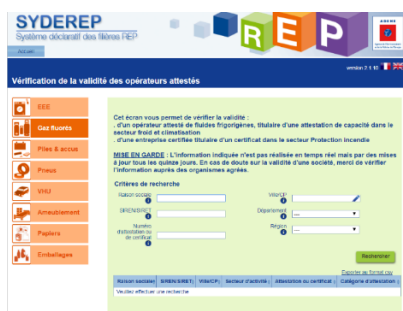 SYDEREP
Système déclaratif des filières REP
REP
ADEME
Accueil
version 2.1.10
Vérification de la validité des opérateurs attestés
EEE
Gaz fluorés
Piles & accus
Pneus
VHU
Ameublement
Papiers
Emballages
Cet écran vous permet de vérifier la validité :
. d'un opérateur attesté de fluides frigorigènes, titulaire d'une attestation de capacité dans le
secteur froid et climatisation
. d'une entreprise certifiée titulaire d'un certificat dans le secteur Protection Incendie
MISE EN GARDE : L'information indiquée n'est pas réalisée en temps réel mais par des mises
à jour tous les quinze jours. En cas de doute sur la validité d'une société, merci de vérifier
l'information auprès des organismes agréés.
Critères de recherche
Raison sociale
Ville/CP
SIREN/SIRET
Département
---
Numéro
d'attestation ou
de certificat
Région
---
Rechercher
Exporter au format csv
Raison sociale SIREN/SIRET Ville/CP Secteur d'activité Attestation ou certificat Catégorie d'attestation
Veuillez effectuer une recherche